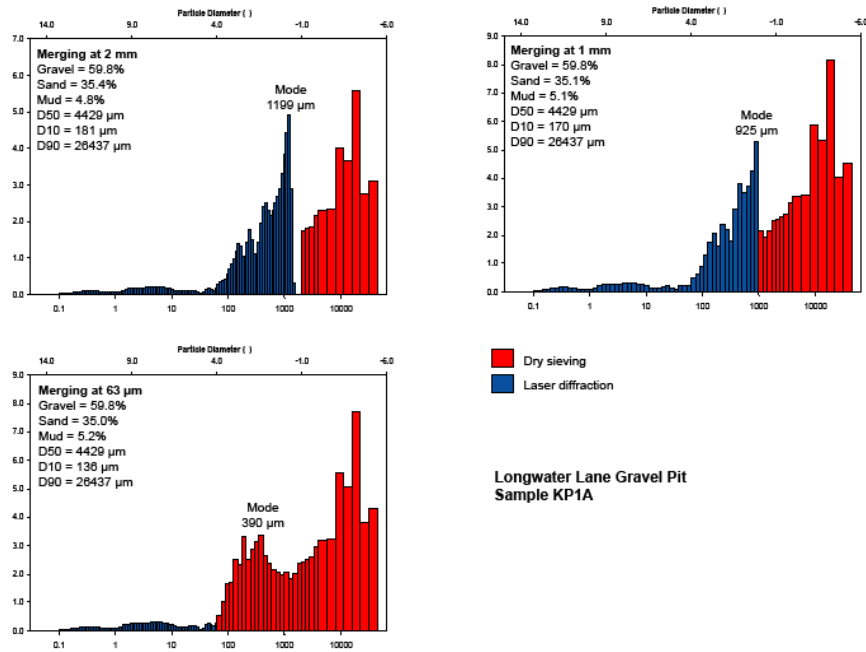 Particle Diameter ( )
14.0 9.0 4.0 -1.0 -6.0
Merging at 2 mm
Gravel = 59.8%
Sand = 35.4%
Mud = 4.8%
D50 = 4429 µm
D10 = 181 µm
D90 = 26437 µm
Mode
1199 µm
7.0
6.0
5.0
4.0
3.0
2.0
1.0
0.0
0.1 1 10 100 1000 10000
Particle Diameter ( )
14.0 9.0 4.0 -1.0 -6.0
Merging at 1 mm
Gravel = 59.8%
Sand = 35.1%
Mud = 5.1%
D50 = 4429 µm
D10 = 170 µm
D90 = 26437 µm
Mode
925 µm
9.0
8.0
7.0
6.0
5.0
4.0
3.0
2.0
1.0
0.0
0.1 1 10 100 1000 10000
Particle Diameter ( )
14.0 9.0 4.0 -1.0 -6.0
Merging at 63 µm
Gravel = 59.8%
Sand = 35.0%
Mud = 5.2%
D50 = 4429 µm
D10 = 136 µm
D90 = 26437 µm
Mode
390 µm
9.0
8.0
7.0
6.0
5.0
4.0
3.0
2.0
1.0
0.0
0.1 1 10 100 1000 10000
Dry sieving
Laser diffraction
Longwater Lane Gravel Pit
Sample KP1A